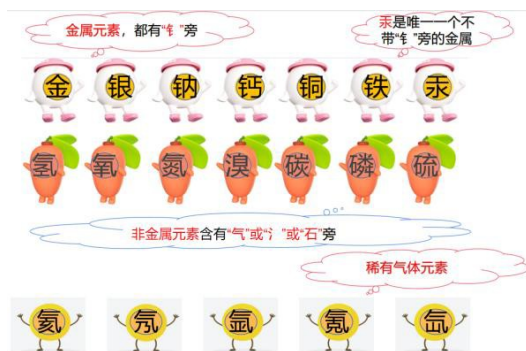 金属元素，都有“钅”旁
汞是唯一一个不
带“钅”旁的金属
金 银 钠 钙 铜 铁 汞
氢 氧 氮 溴 碳 磷 硫
非金属元素含有“气”或“氵”或“石”旁
稀有气体元素
氦 氖 氩 氪 氙